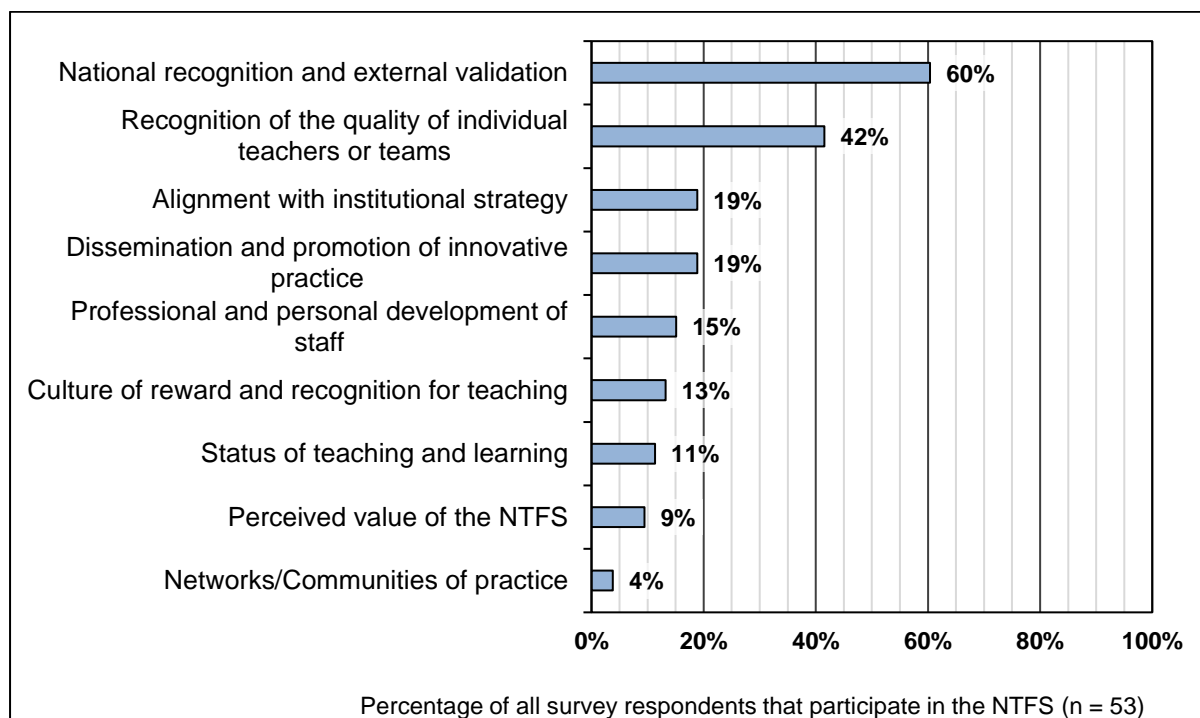 National recognition and external validation
60%
Recognition of the quality of individual
teachers or teams
42%
Alignment with institutional strategy
19%
Dissemination and promotion of innovative
practice
19%
Professional and personal development of
staff
15%
Culture of reward and recognition for teaching
13%
Status of teaching and learning
11%
Perceived value of the NTFS
9%
Networks/Communities of practice
4%
0% 20% 40% 60% 80% 100%
Percentage of all survey respondents that participate in the NTFS (n = 53)